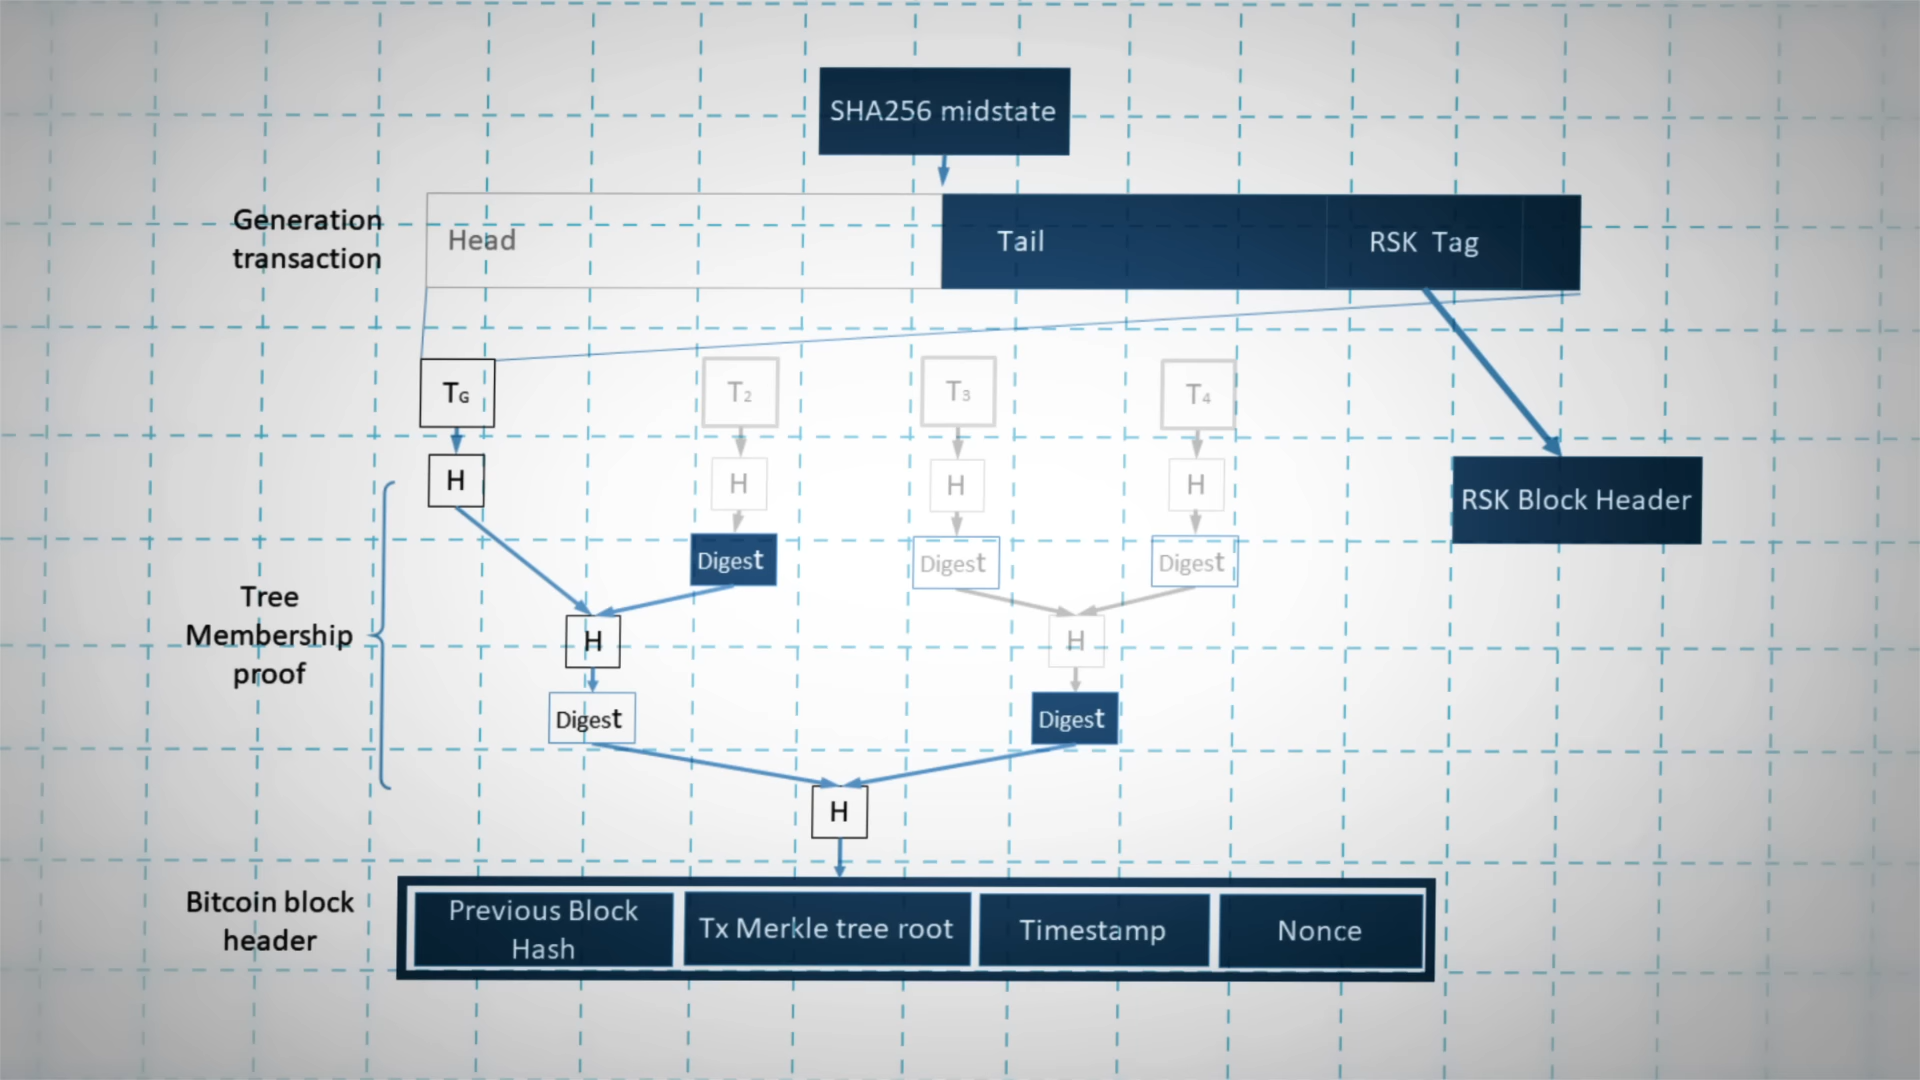 SHA256 midstate
Generation
transaction
Head
Tail
RSK Tag
TG
T2
T3
T4
H
H
H
H
RSK Block Header
Digest
Digest
Digest
Tree
Membership
proof
H
H
Digest
Digest
H
Bitcoin block
header
Previous Block
Hash
Tx Merkle tree root
Timestamp
Nonce